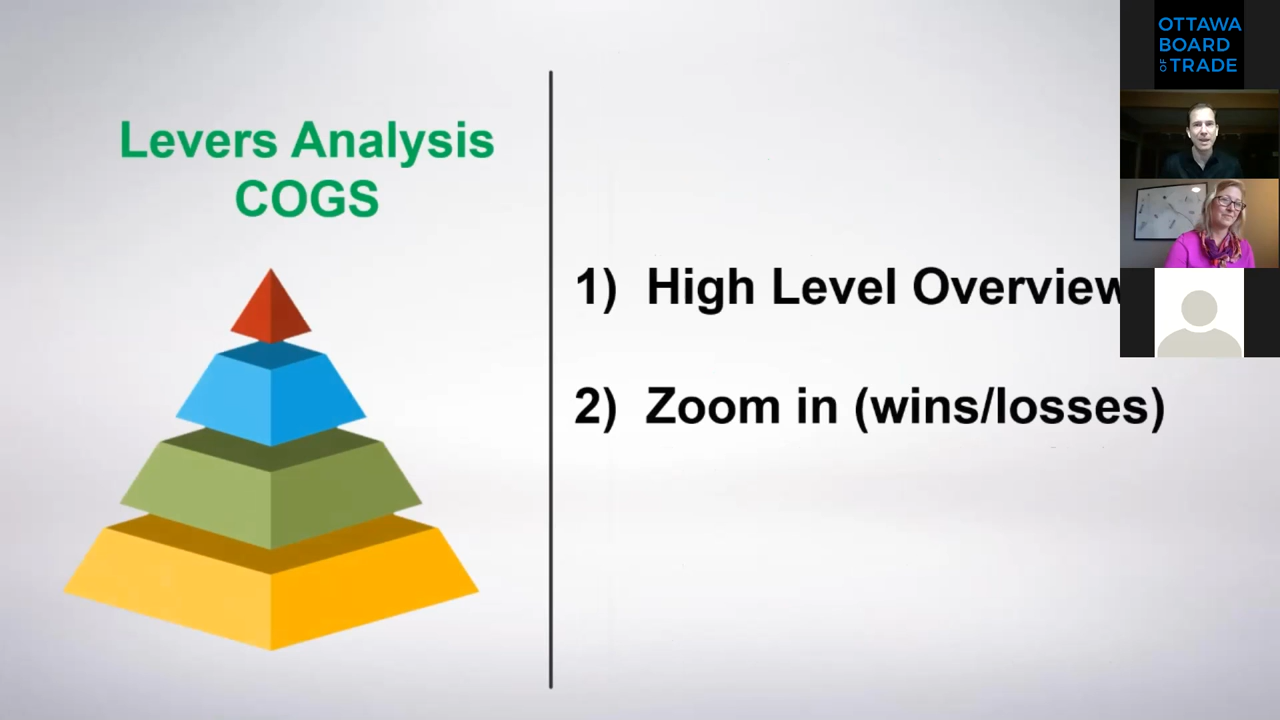 Levers Analysis
COGS
1) High Level Overview
2) Zoom in (wins/losses)
OTTAWA
BOARD
OF TRADE